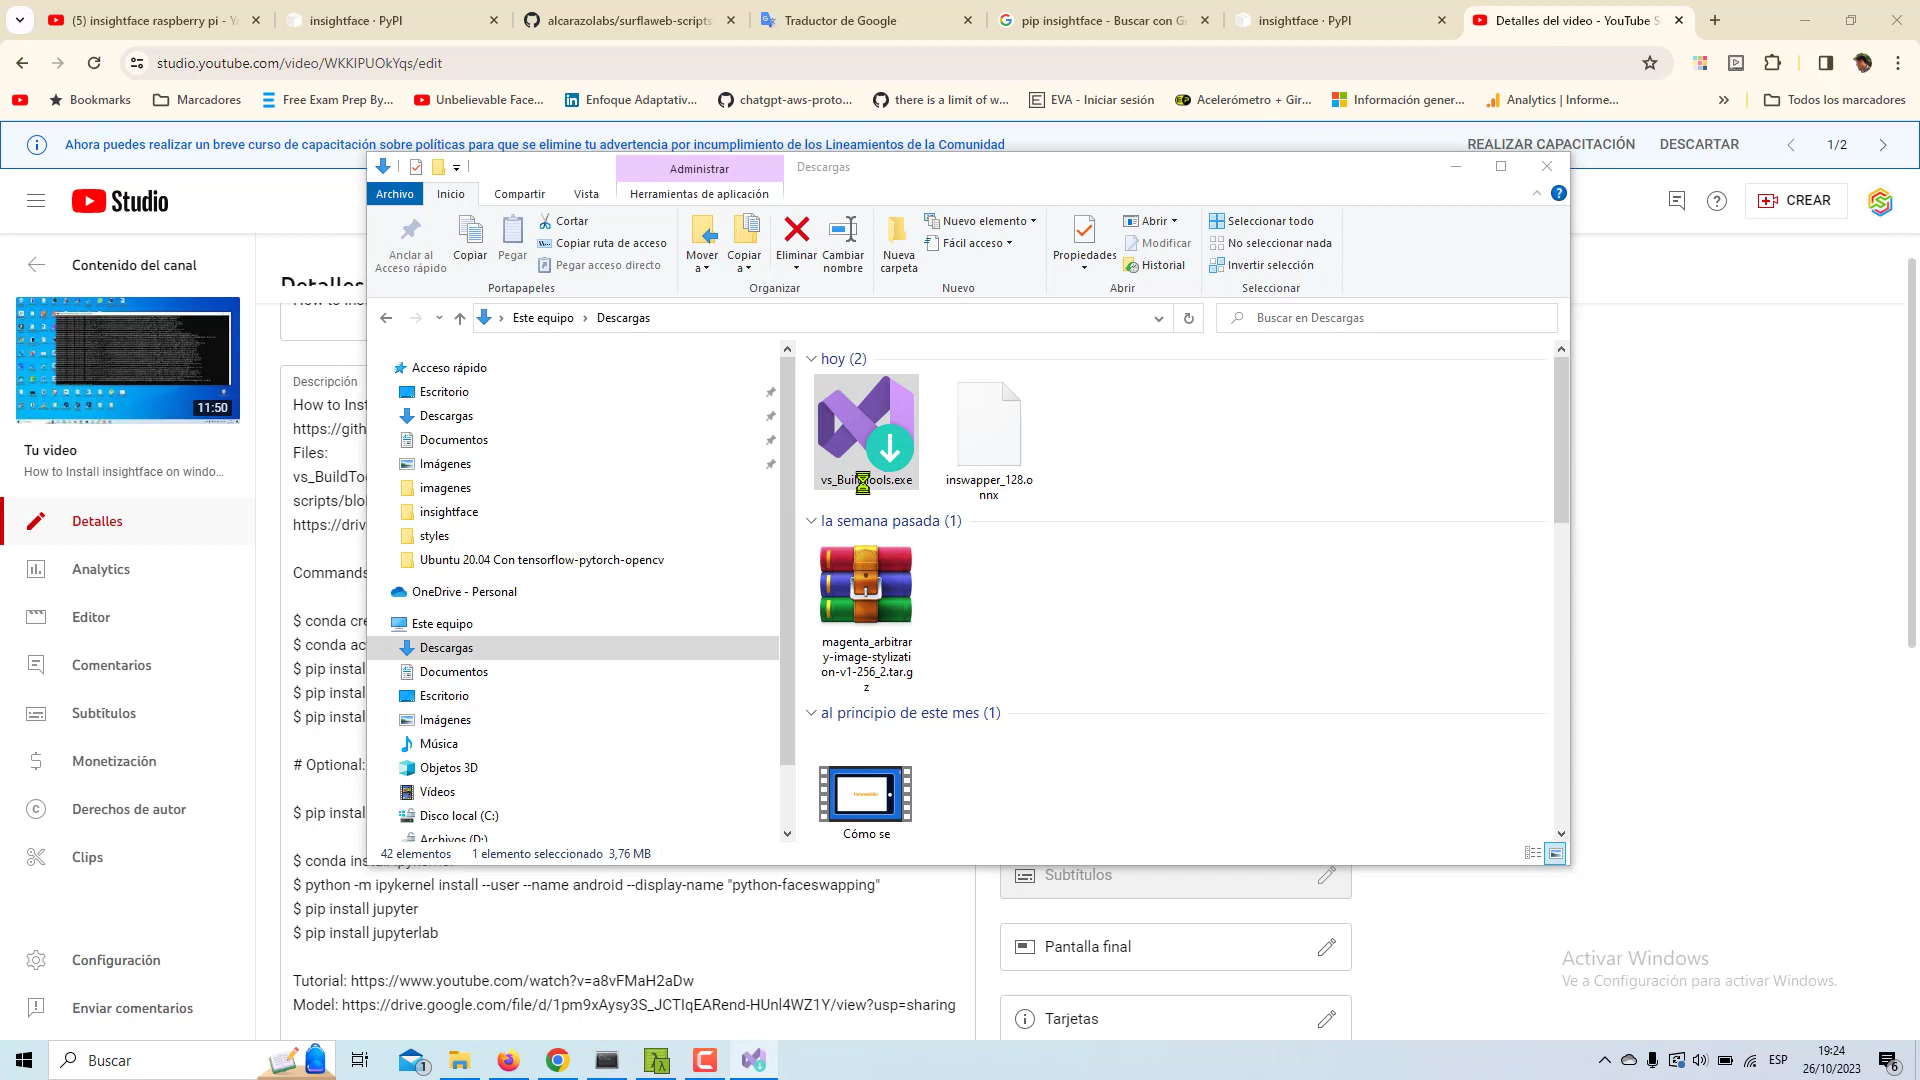 (5) insightface raspberry pi - Y
insightface · PyPI
alcarazolabs/surflaweb-scripts
Traductor de Google
pip insightface - Buscar con G
insightface · PyPI
Detalles del video - YouTube S
studio.youtube.com/video/WKKIPUOkYqs/edit
Bookmarks
Marcadores
Free Exam Prep By...
Unbelievable Face...
Enfoque Adaptativ...
chatgpt-aws-proto...
there is a limit of w...
EVA - Iniciar sesión
Acelerómetro + Gir...
Información gener...
Analytics | Informe...
Todos los marcadores
Ahora puedes realizar un breve curso de capacitación sobre políticas para que se elimine tu advertencia por incumplimiento de los Lineamientos de la Comunidad
REALIZAR CAPACITACIÓN
DESCARTAR
1/2
Administrar
Descargas
Archivo
Inicio
Compartir
Vista
Herramientas de aplicación
Studio
CREAR
Anclar al
Acceso rápido
Copiar
Pegar
Cortar
Copiar ruta de acceso
Pegar acceso directo
Portapapeles
Mover
a
Copiar
a
Eliminar
Cambiar
nombre
Organizar
Nueva
carpeta
Nuevo elemento
Fácil acceso
Nuevo
Propiedades
Abrir
Modificar
Historial
Abrir
Seleccionar todo
No seleccionar nada
Invertir selección
Seleccionar
Este equipo
Descargas
Buscar en Descargas
Contenido del canal
11:50
Tu video
How to Install insightface on windo...
Detalles
Analytics
Editor
Comentarios
Subtítulos
Monetización
Derechos de autor
Clips
Configuración
Enviar comentarios
Detalles
Descripción
How to Inst
https://gith
Files:
vs_BuildToo
scripts/blo
https://driv
Commands
$ conda cre
$ conda ac
$ pip instal
$ pip instal
$ pip instal
# Optional:
$ pip instal
$ python -m ipykernel install --user --name android --display-name "python-faceswapping"
$ pip install jupyter
$ pip install jupyterlab
Tutorial: https://www.youtube.com/watch?v=a8vFMaH2aDw
Model: https://drive.google.com/file/d/1pm9xAysy3S_JCTIqEARend-HUnl4WZ1Y/view?usp=sharing
Acceso rápido
Escritorio
Descargas
Documentos
Imágenes
imagenes
insightface
styles
Ubuntu 20.04 Con tensorflow-pytorch-opencv
OneDrive - Personal
Este equipo
Descargas
Documentos
Escritorio
Imágenes
Música
Objetos 3D
Vídeos
Disco local (C:)
Archivos (D:)
hoy (2)
vs_BuildTools.exe
inswapper_128.o
nnx
la semana pasada (1)
magenta_arbitrar
y-image-stylizati
on-v1-256_2.tar.g
z
al principio de este mes (1)
Innovación
Cómo se
42 elementos
1 elemento seleccionado 3,76 MB
Subtítulos
Pantalla final
Tarjetas
Activar Windows
Ve a Configuración para activar Windows.
Buscar
1
ESP
19:24
26/10/2023
6